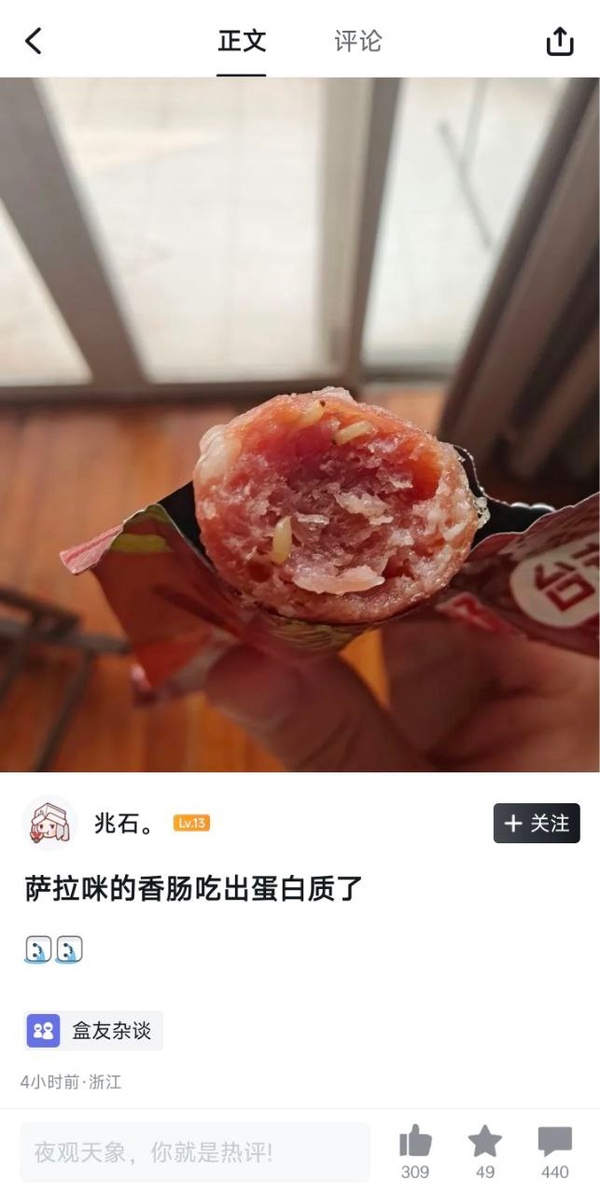 正文 评论
台
兆石。 Lv.13 + 关注
萨拉咪的香肠吃出蛋白质了
盒友杂谈
4小时前·浙江
夜观天象，你就是热评!
309 49 440